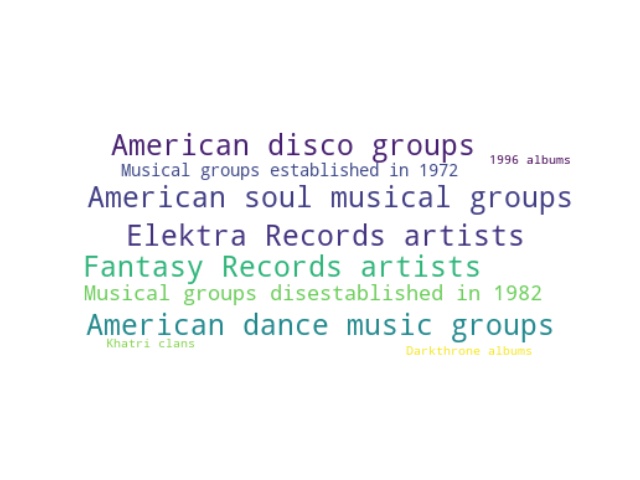 American disco groups
1996 albums
Musical groups established in 1972
American soul musical groups
Elektra Records artists
Fantasy Records artists
Musical groups disestablished in 1982
American dance music groups
Khatri clans
Darkthrone albums